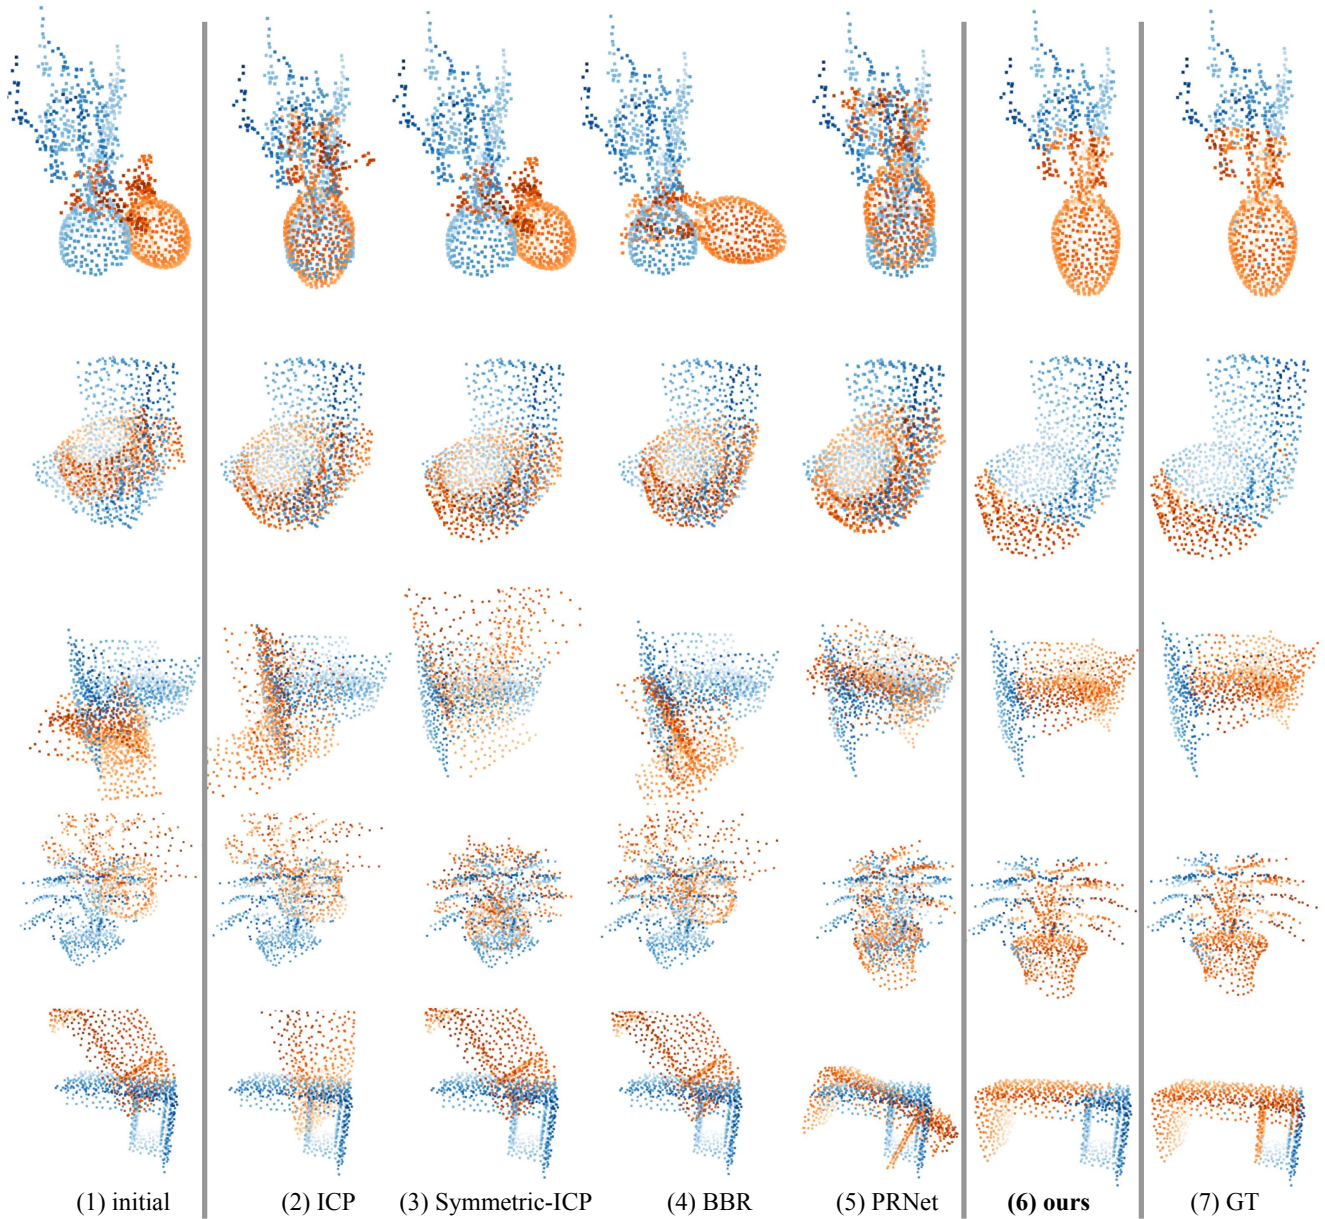 (1) initial (2) ICP (3) Symmetric-ICP (4) BBR (5) PRNet (6) ours (7) GT